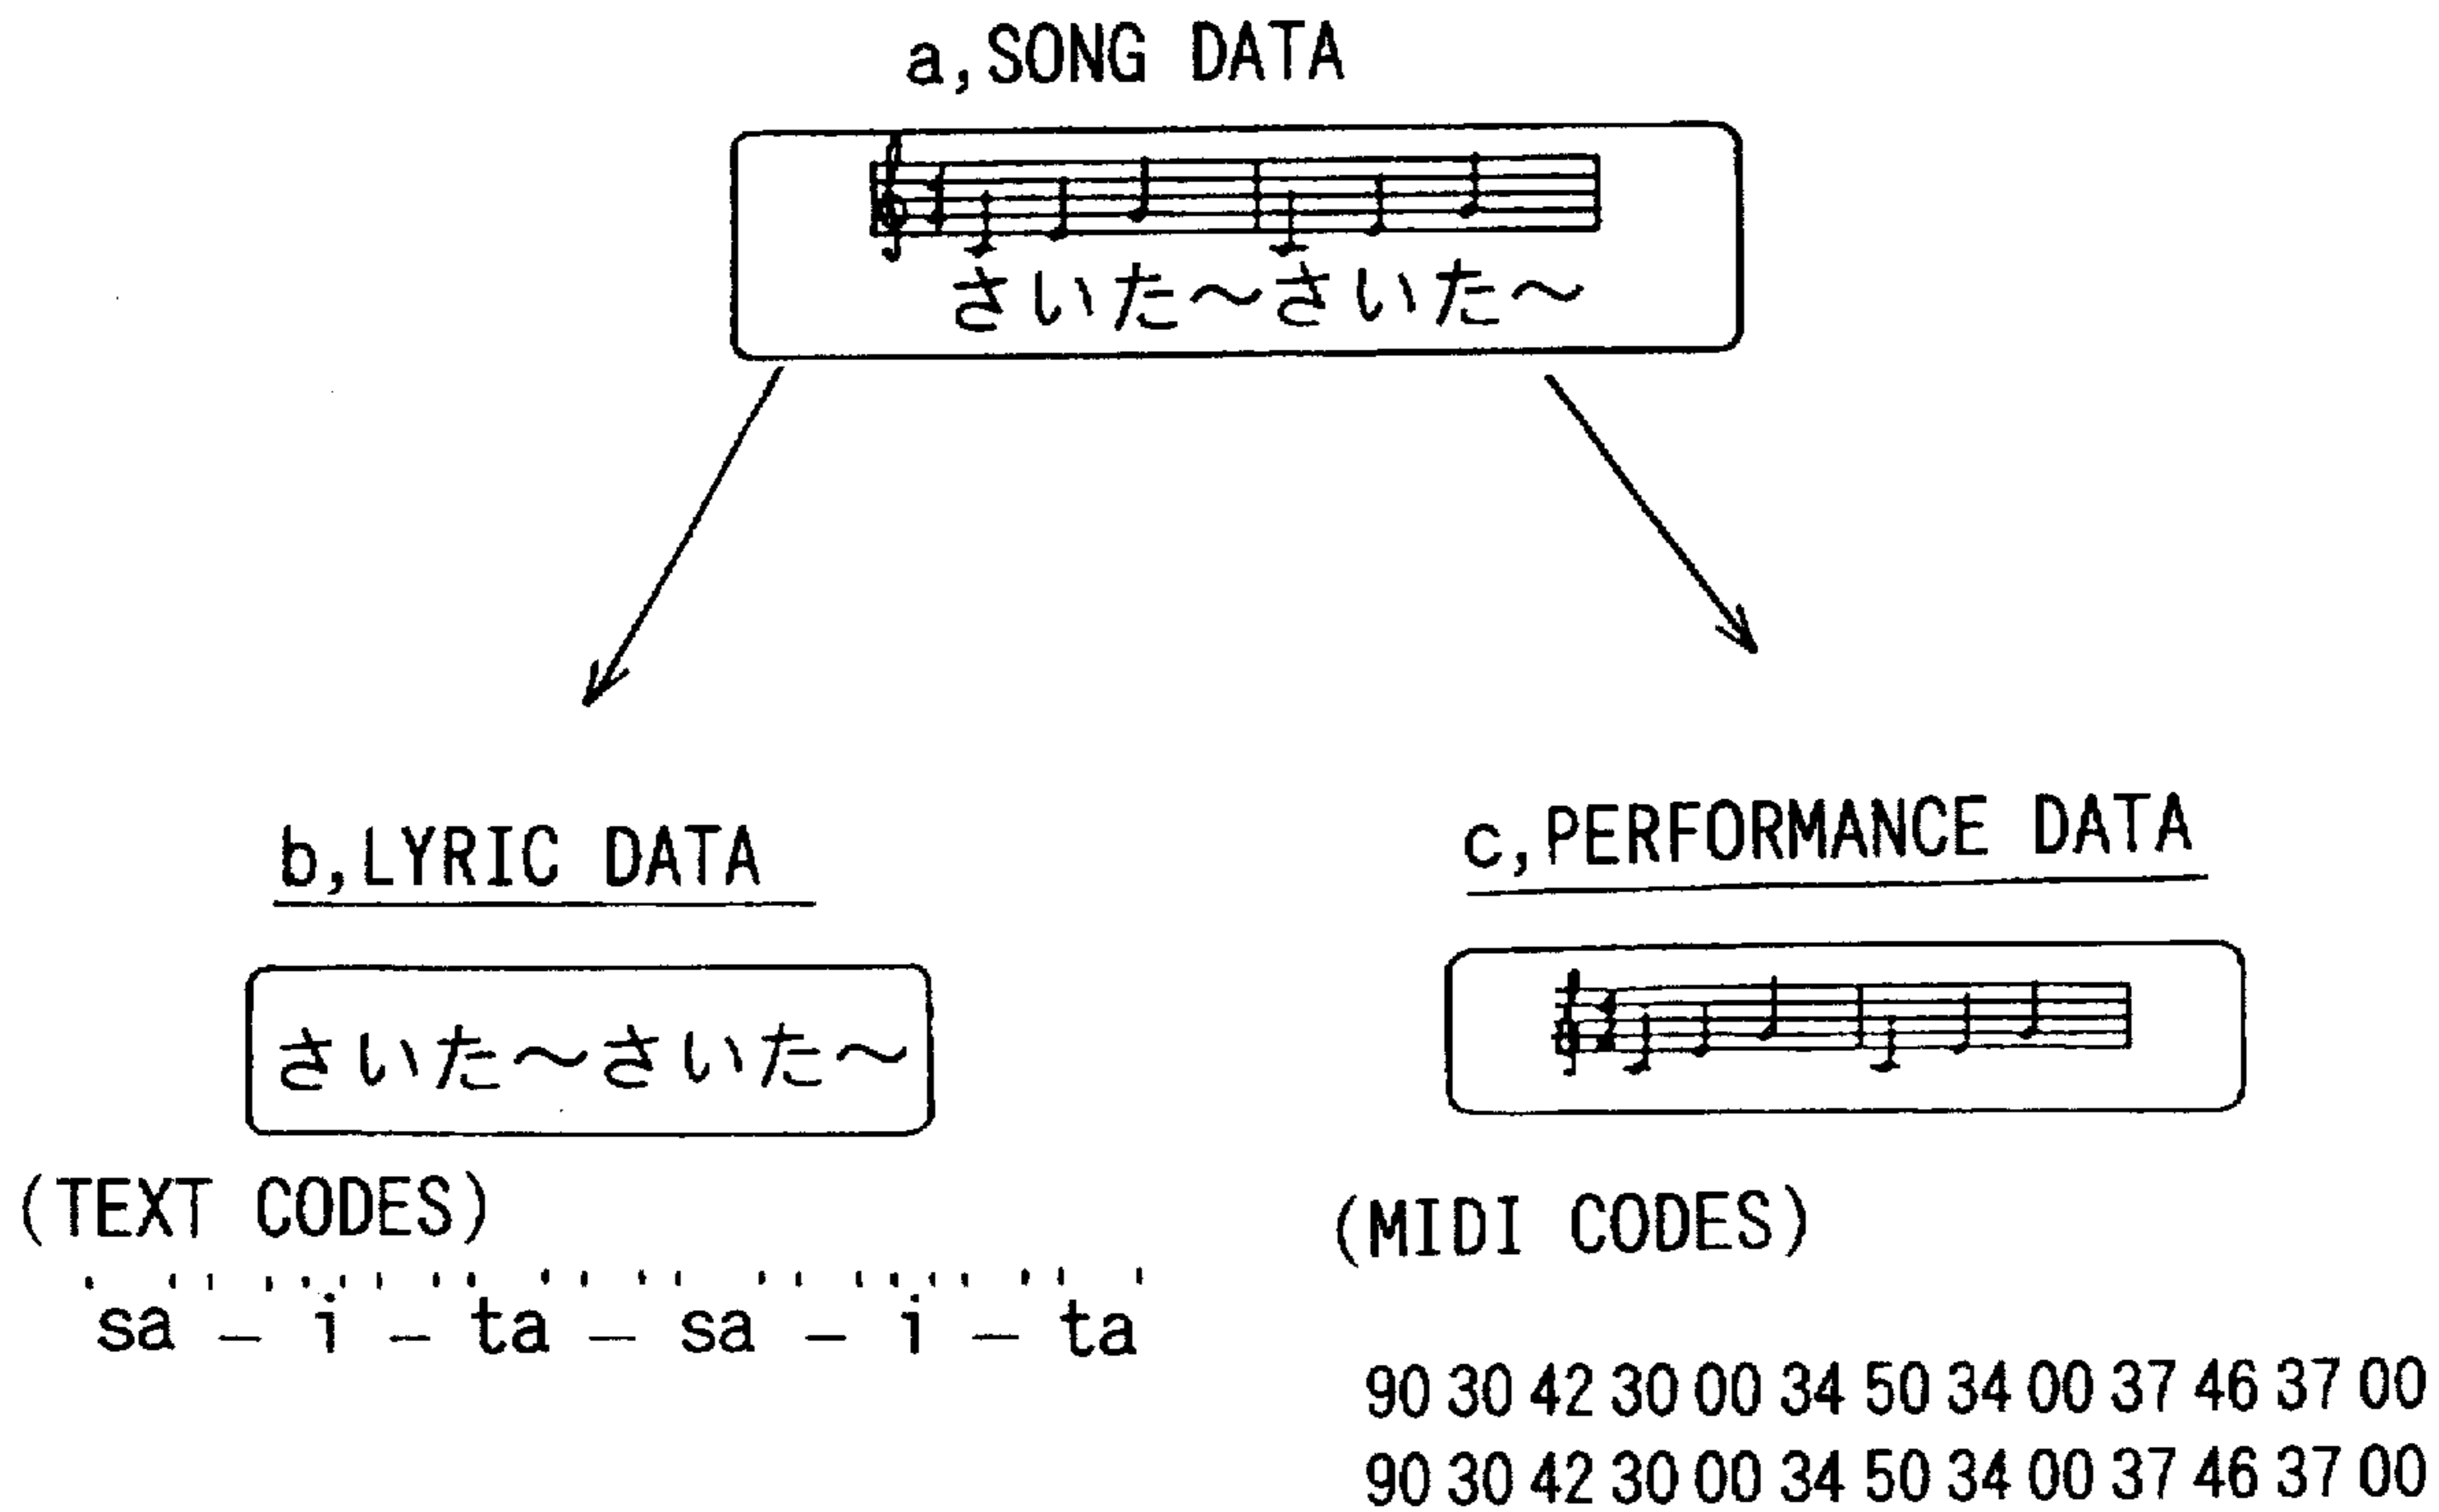 a,SONG DATA
さいた〜さいた〜
b,LYRIC DATA
さいた〜さいた〜
(TEXT CODES)
sa – i – ta – sa – i – ta
c,PERFORMANCE DATA
(MIDI CODES)
90 30 42 30 00 34 50 34 00 37 46 37 00
90 30 42 30 00 34 50 34 00 37 46 37 00